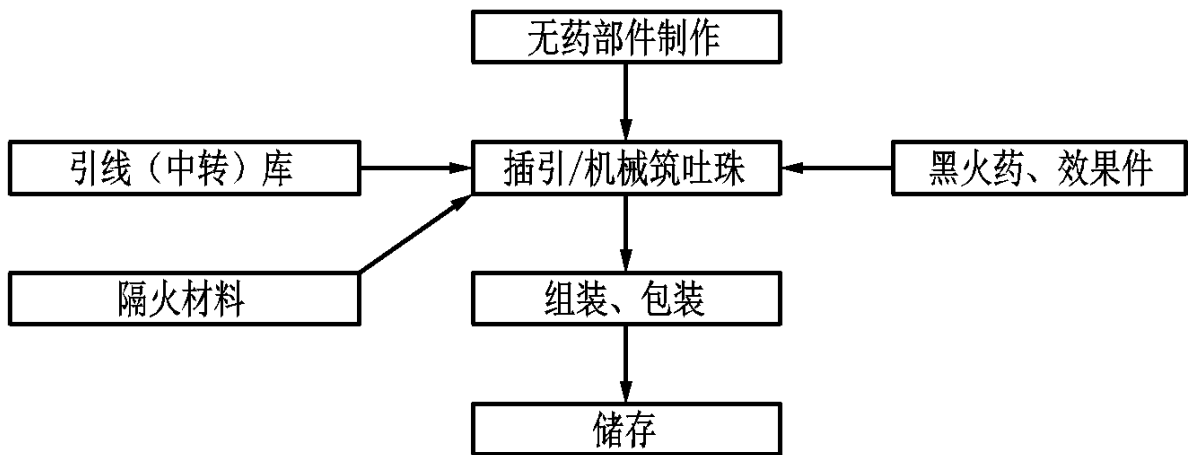 无药部件制作
引线（中转）库
插引/机械筑吐珠
黑火药、效果件
隔火材料
组装、包装
储存